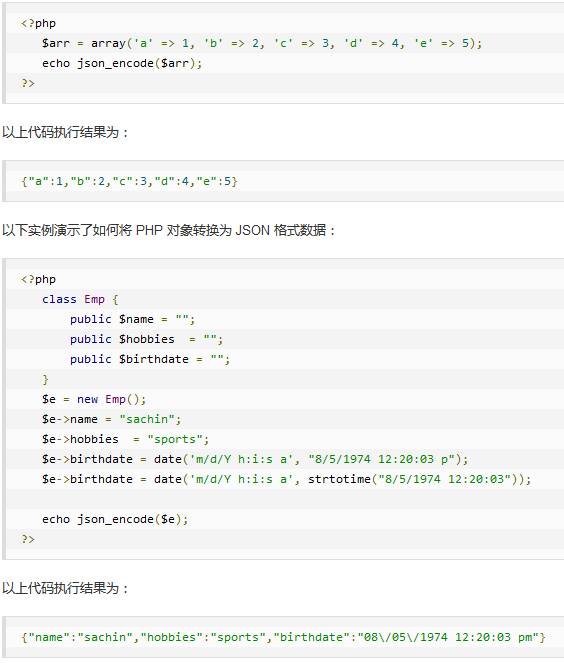 <?php
   $arr = array('a' => 1, 'b' => 2, 'c' => 3, 'd' => 4, 'e' => 5);
   echo json_encode($arr);
?>
以上代码执行结果为：
{"a":1,"b":2,"c":3,"d":4,"e":5}
以下实例演示了如何将 PHP 对象转换为 JSON 格式数据：
<?php
   class Emp {
       public $name = "";
       public $hobbies  = "";
       public $birthdate = "";
   }
   $e = new Emp();
   $e->name = "sachin";
   $e->hobbies  = "sports";
   $e->birthdate = date('m/d/Y h:i:s a', "8/5/1974 12:20:03 p");
   $e->birthdate = date('m/d/Y h:i:s a', strtotime("8/5/1974 12:20:03"));
   echo json_encode($e);
?>
以上代码执行结果为：
{"name":"sachin","hobbies":"sports","birthdate":"08\/05\/1974 12:20:03 pm"}